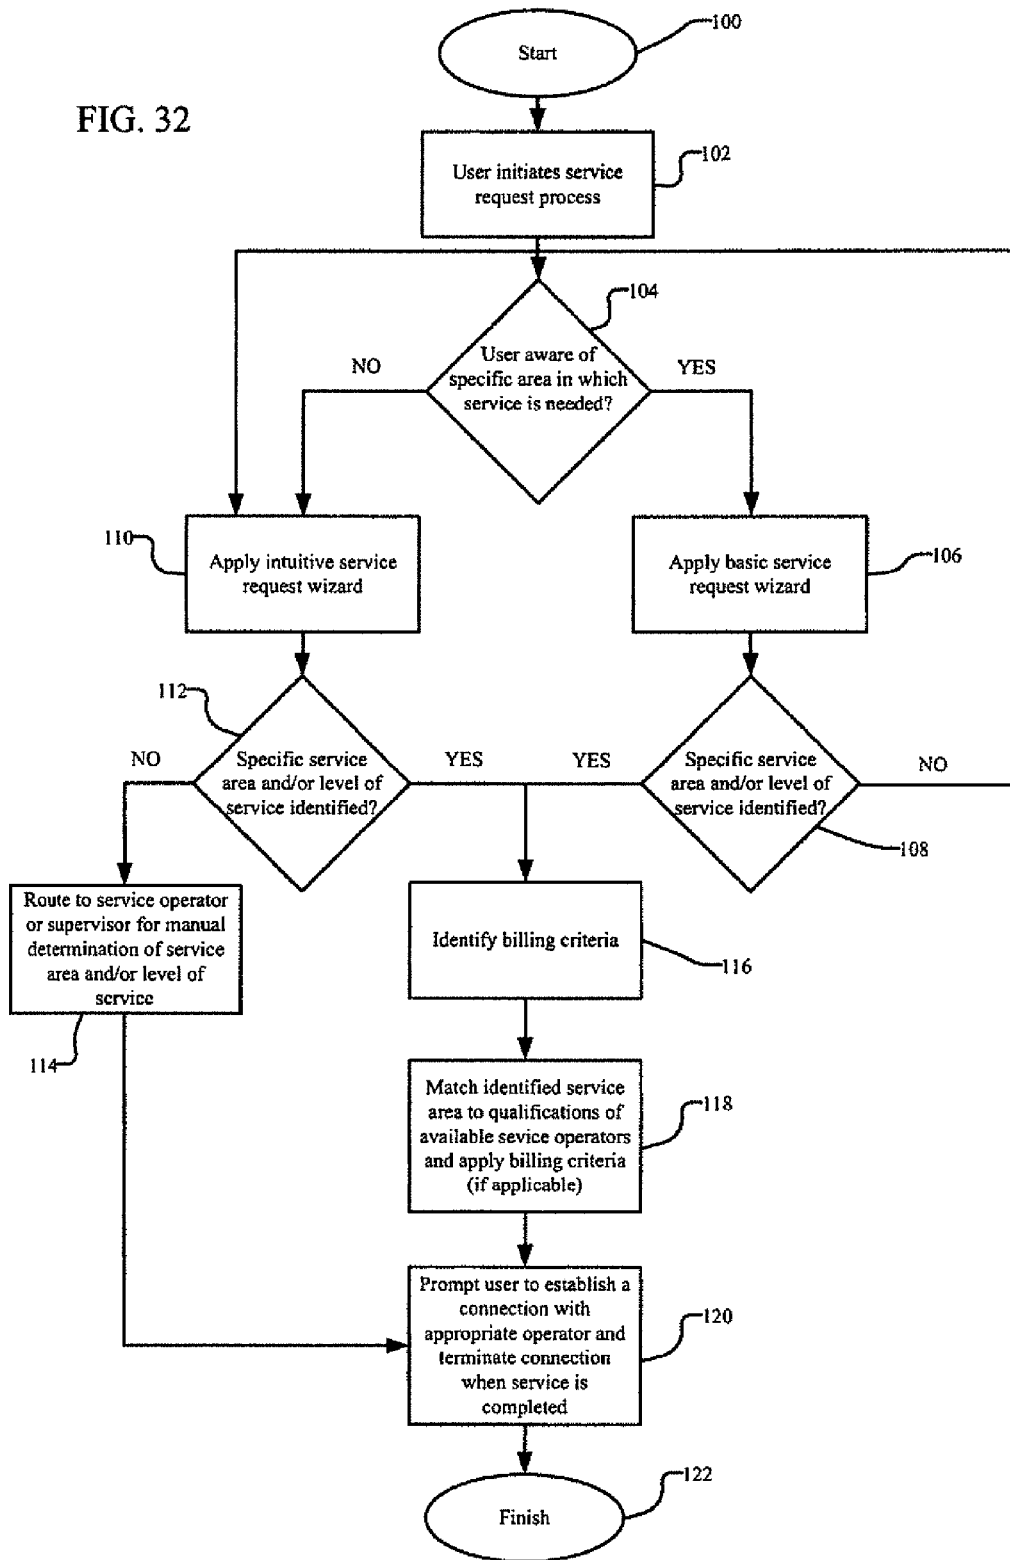 100
Start
FIG. 32
102
User initiates service
request process
104
User aware of
specific area in which
service is needed?
NO
YES
110
Apply intuitive service
request wizard
106
Apply basic service
request wizard
112
NO
Specific service
area and/or level of
service identified?
YES
YES
Specific service
area and/or level of
service identified?
NO
108
Route to service operator
or supervisor for manual
determination of service
area and/or level of
service
114
Identify billing criteria
116
Match identified service
area to qualifications of
available sevice operators
and apply billing criteria
(if applicable)
118
Prompt user to establish a
connection with
appropriate operator and
terminate connection
when service is
completed
120
122
Finish